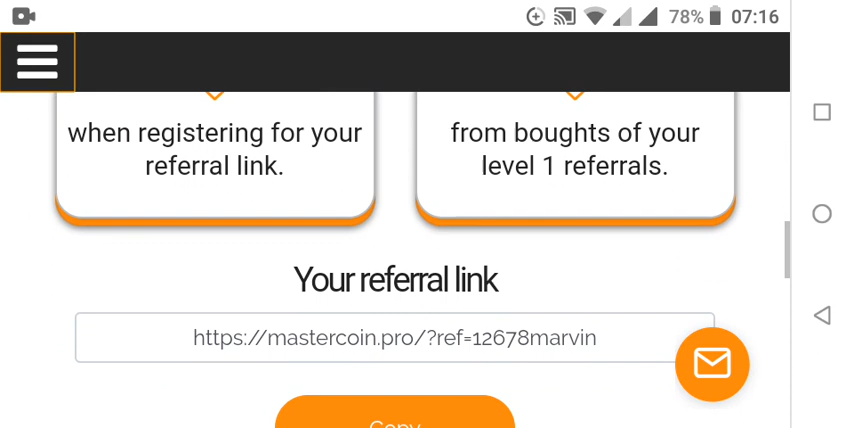 78% 07:16
when registering for your
referral link.
from boughts of your
level 1 referrals.
Your referral link
https://mastercoin.pro/?ref=12678marvin
Copy